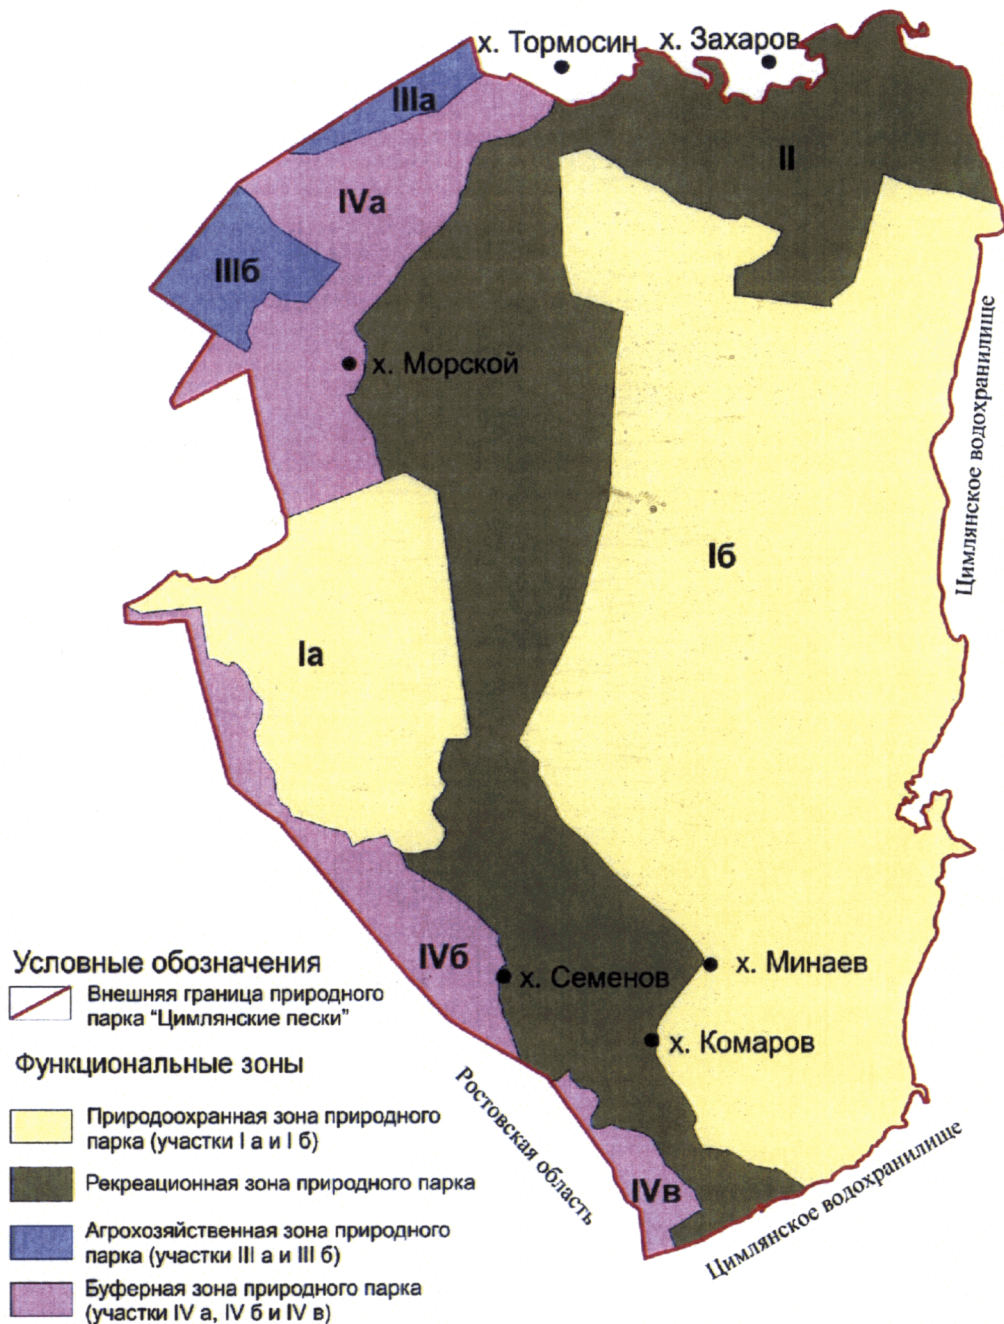 х. Тормосин х. Захаров
IIIа
II
IVа
IIIб
х. Морской
Цимлянское водохранилище
Iб
Iа
IVб
х. Семенов
х. Минаев
х. Комаров
Ростовская область
IVв
Цимлянское водохранилище
Условные обозначения
Внешняя граница природного
парка "Цимлянские пески"
Функциональные зоны
Природоохранная зона природного
парка (участки I а и I б)
Рекреационная зона природного парка
Агрохозяйственная зона природного
парка (участки III а и III б)
Буферная зона природного парка
(участки IV а, IV б и IV в)